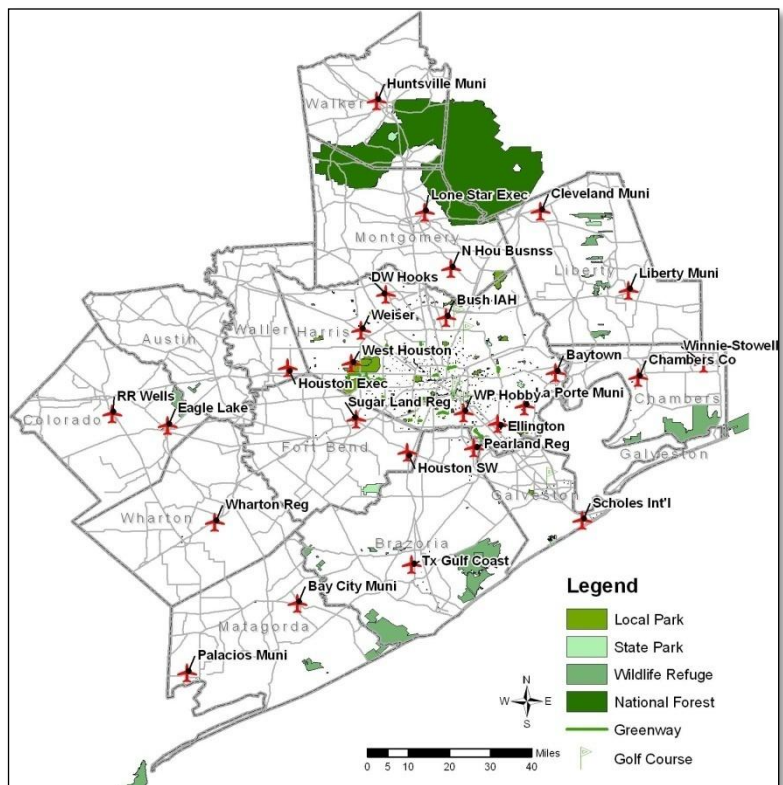 Huntsville Muni
Walker
Lone Star Exec
Cleveland Muni
Montgomery
N Hou Busnss
Liberty
Liberty Muni
DW Hooks
Bush IAH
Weiser
Waller
Harris
Austin
West Houston
Winnie-Stowell
Baytown
Chambers Co
Houston Exec
RR Wells
Colorado
Eagle Lake
Sugar Land Reg
WP Hobby
a Porte Muni
Chambers
Ellington
Fort Bend
Pearland Reg
Galveston
Houston SW
Galveston
Wharton Reg
Scholes Int'l
Wharton
Brazoria
Tx Gulf Coast
Bay City Muni
Matagorda
Palacios Muni
Legend
Local Park
State Park
Wildlife Refuge
National Forest
Greenway
Golf Course
N
W E
S
Miles
0 5 10 20 30 40